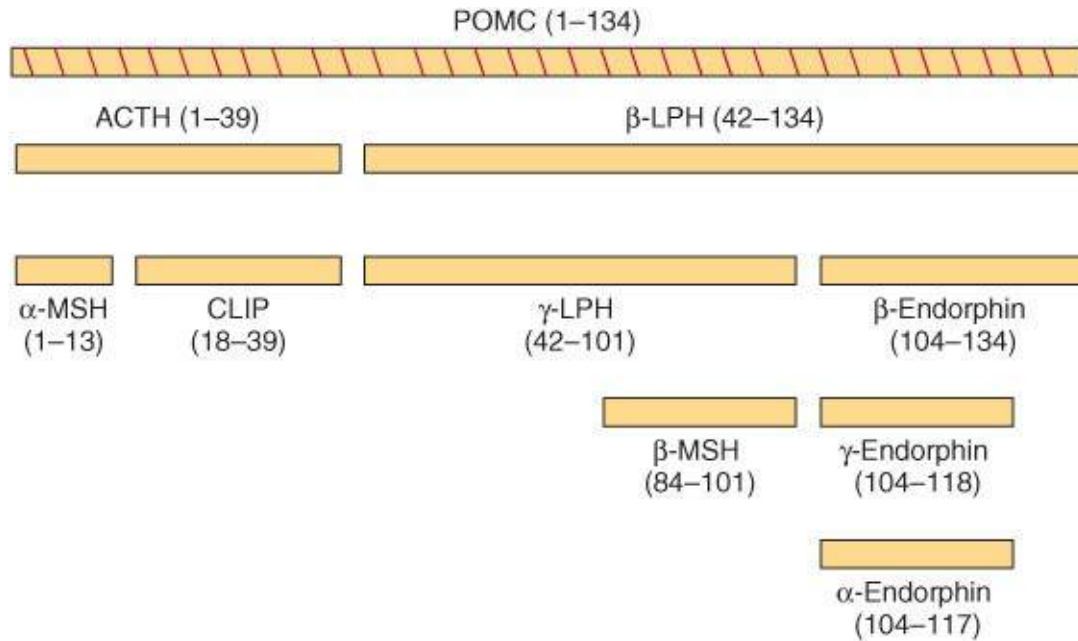 POMC (1–134)
ACTH (1–39)
β-LPH (42–134)
α-MSH
(1–13)
CLIP
(18–39)
γ-LPH
(42–101)
β-Endorphin
(104–134)
β-MSH
(84–101)
γ-Endorphin
(104–118)
α-Endorphin
(104–117)